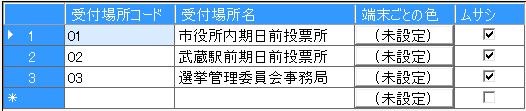 受付場所コード 受付場所名 端末ごとの色 ムサシ
1 01 市役所内期日前投票所 (未設定)
2 02 武蔵駅前期日前投票所 (未設定)
3 03 選挙管理委員会事務局 (未設定)
* (未設定)